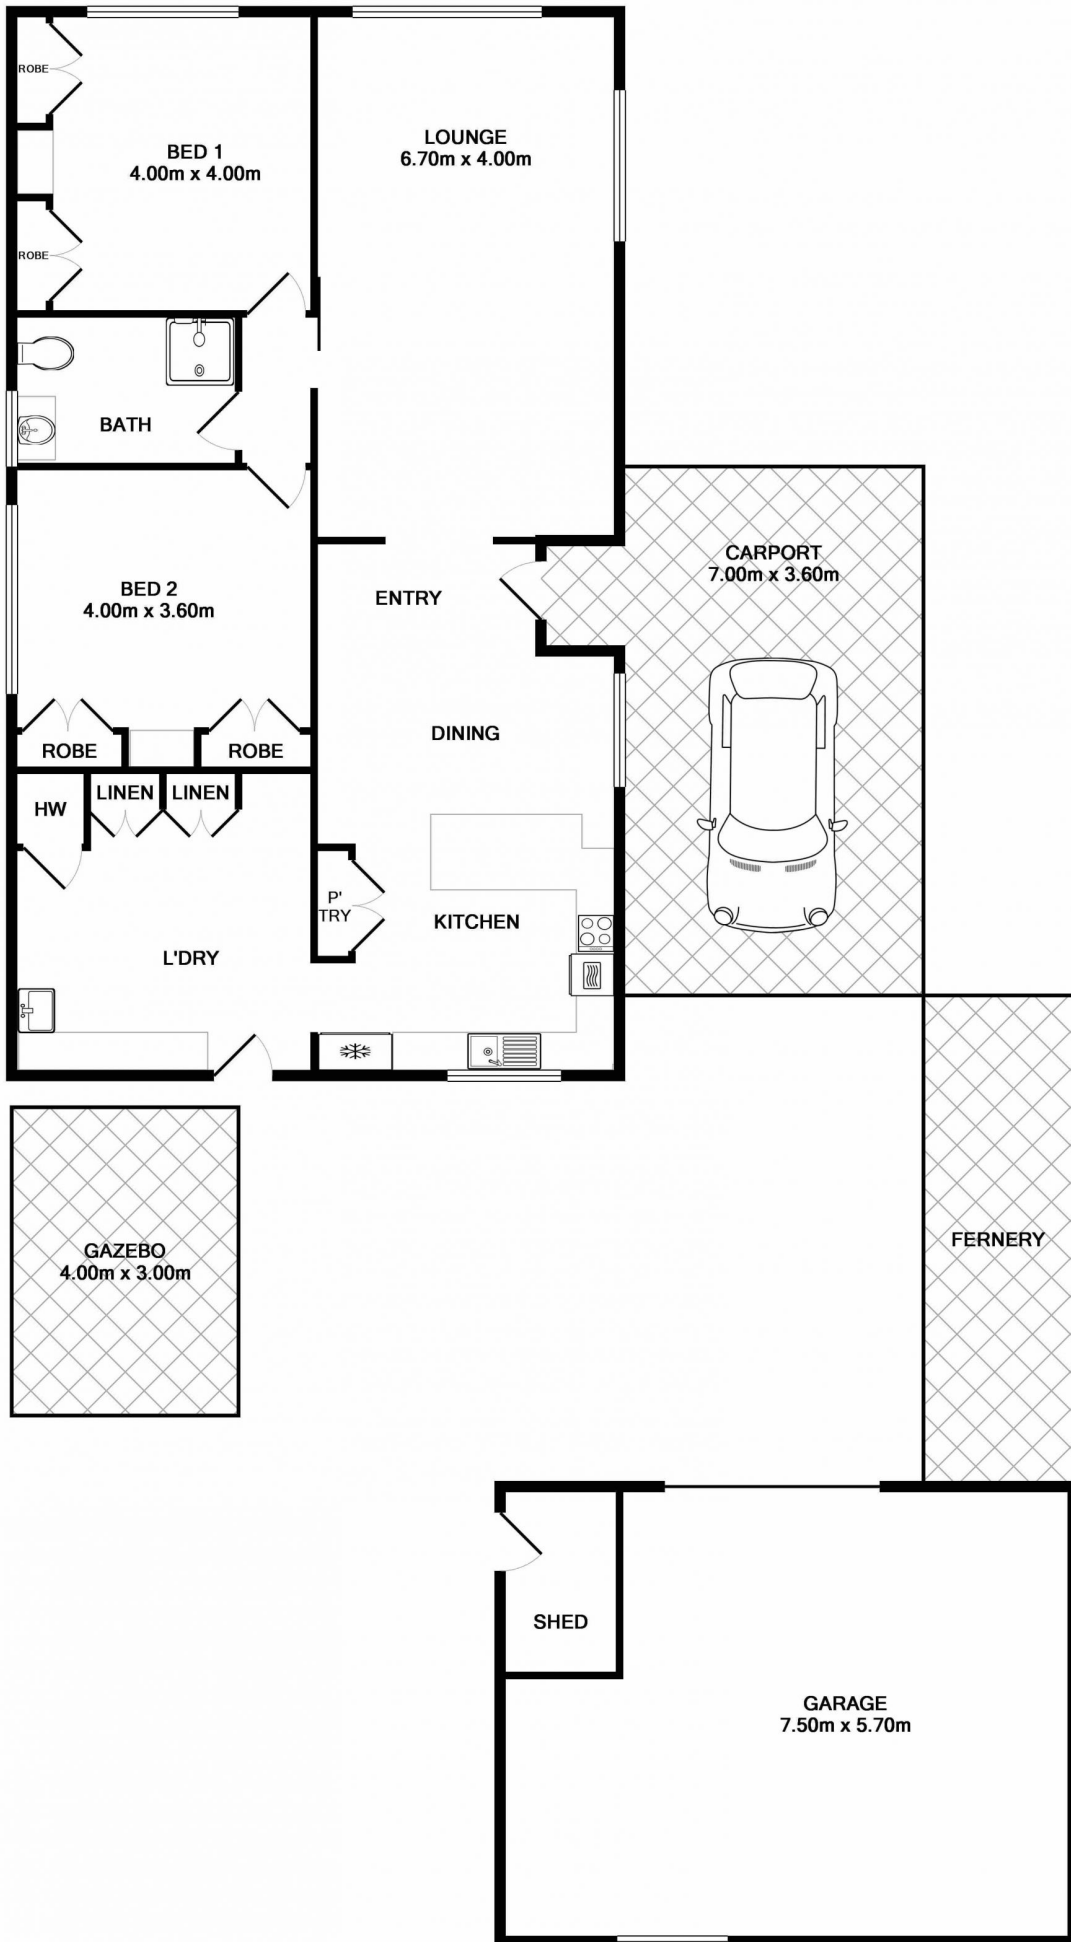 ROBE
BED 1
4.00m x 4.00m
LOUNGE
6.70m x 4.00m
ROBE
BATH
BED 2
4.00m x 3.60m
ENTRY
CARPORT
7.00m x 3.60m
DINING
ROBE
ROBE
HW
LINEN
LINEN
P'
TRY
KITCHEN
L'DRY
GAZEBO
4.00m x 3.00m
FERNERY
SHED
GARAGE
7.50m x 5.70m